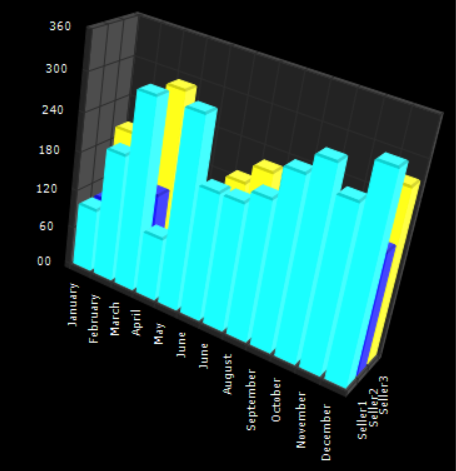 360
300
240
180
120
60
00
January
February
March
April
May
June
June
August
September
October
November
December
Seller1
Seller2
Seller3